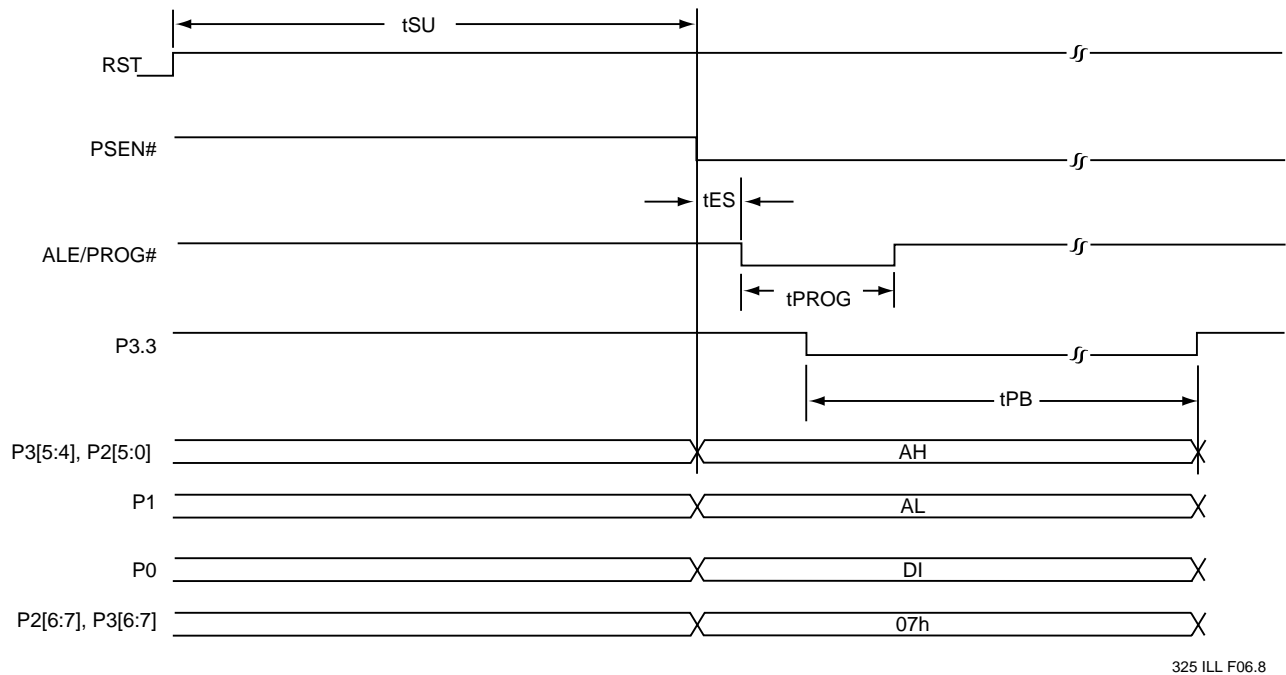 tSU
RST
PSEN#
tES
ALE/PROG#
tPROG
P3.3
tPB
P3[5:4], P2[5:0]
AH
P1
AL
P0
DI
P2[6:7], P3[6:7]
07h
325 ILL F06.8